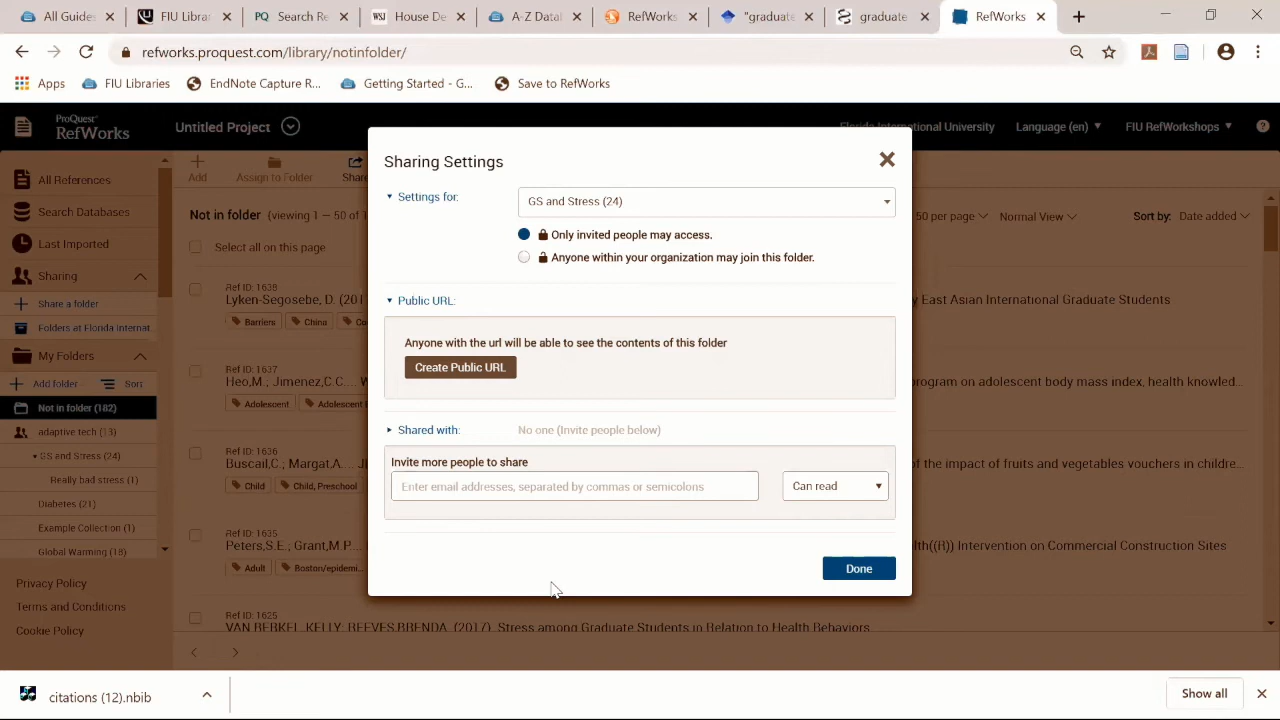 All Guides
FIU Librar
PQ Search Re
WSJ House De
A-Z Datab
RefWorks
"graduate
graduate
RefWorks
refworks.proquest.com/library/notinfolder/
Apps
FIU Libraries
EndNote Capture R...
Getting Started - G...
Save to RefWorks
ProQuest
RefWorks
Untitled Project
Florida International University
Language (en)
FIU RefWorkshops
All References
Search Databases
Last Imported
Sharing
Share a folder
Folders at Florida Internat
My Folders
Add folder
Sort
Not in folder (182)
adaptive tech (13)
GS and Stress (24)
Really bad stress (1)
Diabetes (21)
Example Collection (1)
Global Warming (18)
Privacy Policy
Terms and Conditions
Cookie Policy
Add
Assign to Folder
Share
Not in folder (viewing 1 — 50 of 1
50 per page
Normal View
Sort by: Date added
Select all on this page
Ref ID: 1638
Lyken-Segosebe, D. (201
y East Asian International Graduate Students
Barriers
China
Co
Ref ID: 1637
Heo,M.; Jimenez,C.C....
program on adolescent body mass index, health knowled...
Adolescent
Adolescent
Ref ID: 1636
Buscail,C.; Margat,A.
of the impact of fruits and vegetables vouchers in childre...
Child
Child, Preschool
Ref ID: 1635
Peters,S.E.; Grant,M.P....
lth((R)) Intervention on Commercial Construction Sites
Adult
Boston/epidemi...
Ref ID: 1625
VAN BERKEL, KELLY; REEVES,BRENDA. (2017). Stress among Graduate Students in Relation to Health Behaviors.
Sharing Settings
Settings for:
GS and Stress (24)
Only invited people may access.
Anyone within your organization may join this folder.
Public URL:
Anyone with the url will be able to see the contents of this folder
Create Public URL
Shared with:
No one (Invite people below)
Invite more people to share
Enter email addresses, separated by commas or semicolons
Can read
Done
citations (12).nbib
Show all